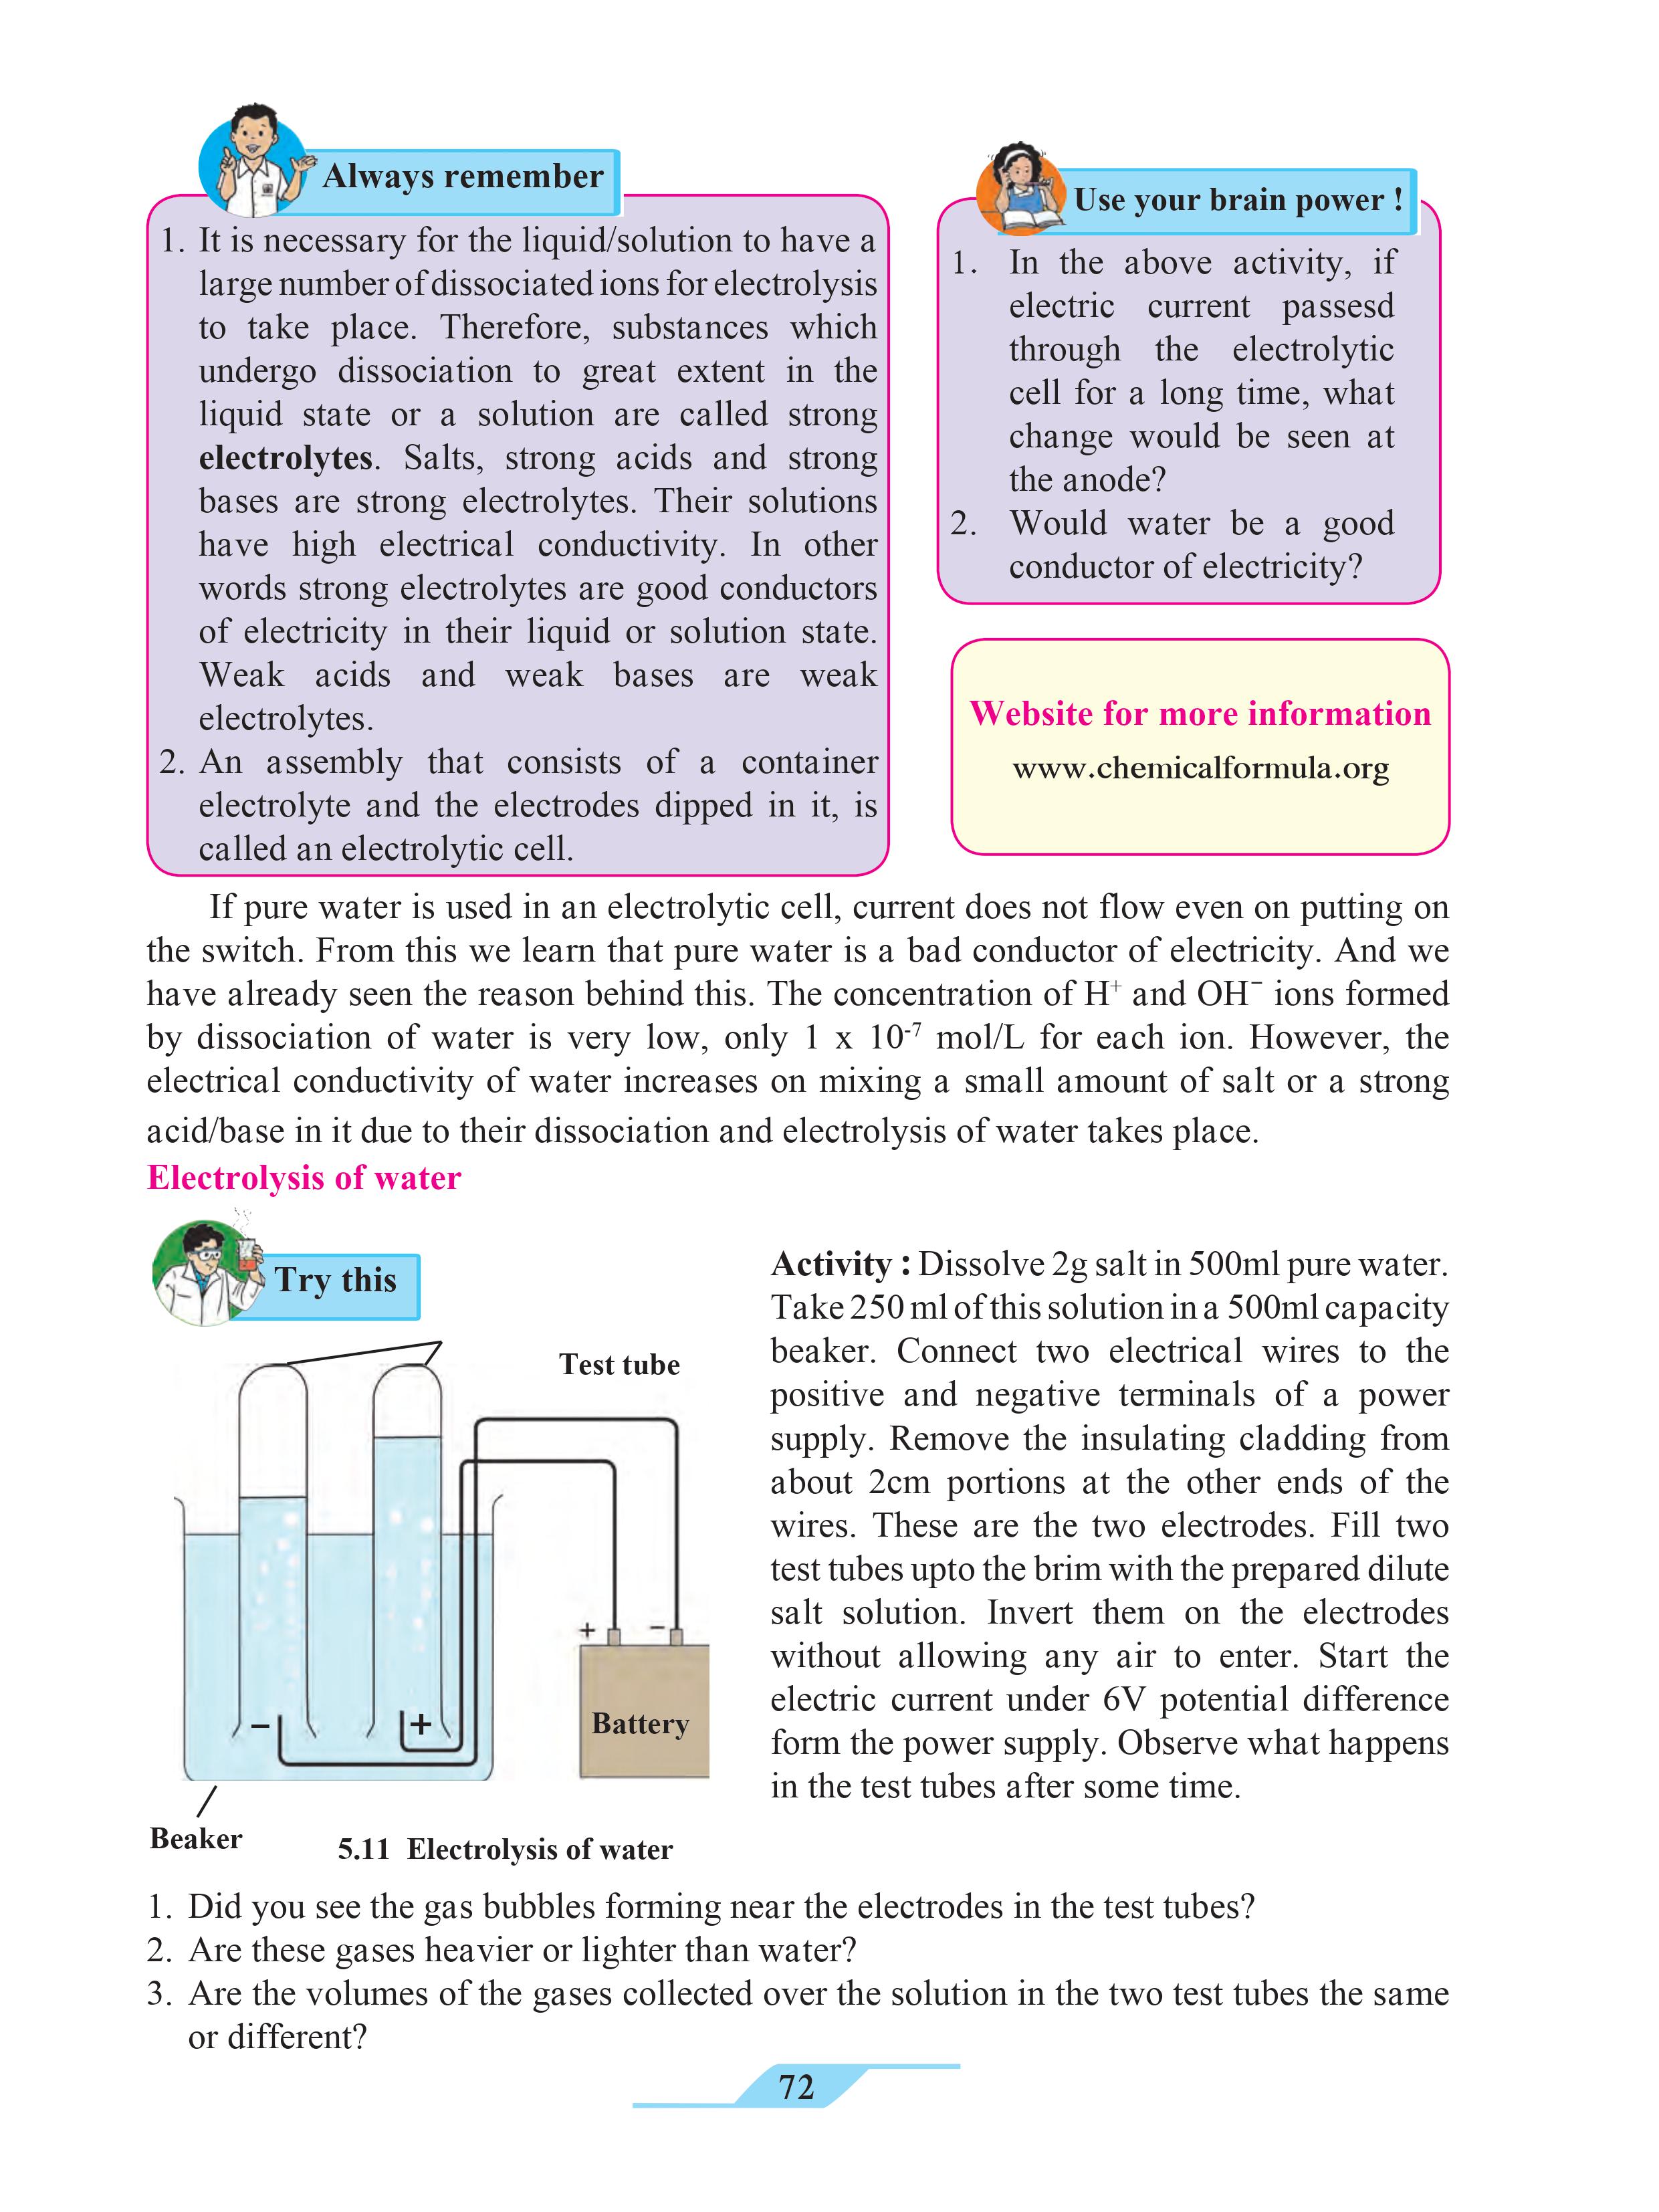 Always remember
1. It is necessary for the liquid/solution to have a
large number of dissociated ions for electrolysis
to take place. Therefore, substances which
undergo dissociation to great extent in the
liquid state or a solution are called strong
electrolytes. Salts, strong acids and strong
bases are strong electrolytes. Their solutions
have high electrical conductivity. In other
words strong electrolytes are good conductors
of electricity in their liquid or solution state.
Weak acids and weak bases are weak
electrolytes.
2. An assembly that consists of a container
electrolyte and the electrodes dipped in it, is
called an electrolytic cell.
Use your brain power !
1. In the above activity, if
electric current passesd
through the electrolytic
cell for a long time, what
change would be seen at
the anode?
2. Would water be a good
conductor of electricity?
Website for more information
www.chemicalformula.org
If pure water is used in an electrolytic cell, current does not flow even on putting on
the switch. From this we learn that pure water is a bad conductor of electricity. And we
have already seen the reason behind this. The concentration of H⁺ and OH⁻ ions formed
by dissociation of water is very low, only 1 x 10⁻⁷ mol/L for each ion. However, the
electrical conductivity of water increases on mixing a small amount of salt or a strong
acid/base in it due to their dissociation and electrolysis of water takes place.
Electrolysis of water
Try this
Test tube
+ −
Battery
− +
Beaker
5.11 Electrolysis of water
Activity : Dissolve 2g salt in 500ml pure water.
Take 250 ml of this solution in a 500ml capacity
beaker. Connect two electrical wires to the
positive and negative terminals of a power
supply. Remove the insulating cladding from
about 2cm portions at the other ends of the
wires. These are the two electrodes. Fill two
test tubes upto the brim with the prepared dilute
salt solution. Invert them on the electrodes
without allowing any air to enter. Start the
electric current under 6V potential difference
form the power supply. Observe what happens
in the test tubes after some time.
1. Did you see the gas bubbles forming near the electrodes in the test tubes?
2. Are these gases heavier or lighter than water?
3. Are the volumes of the gases collected over the solution in the two test tubes the same
or different?
72